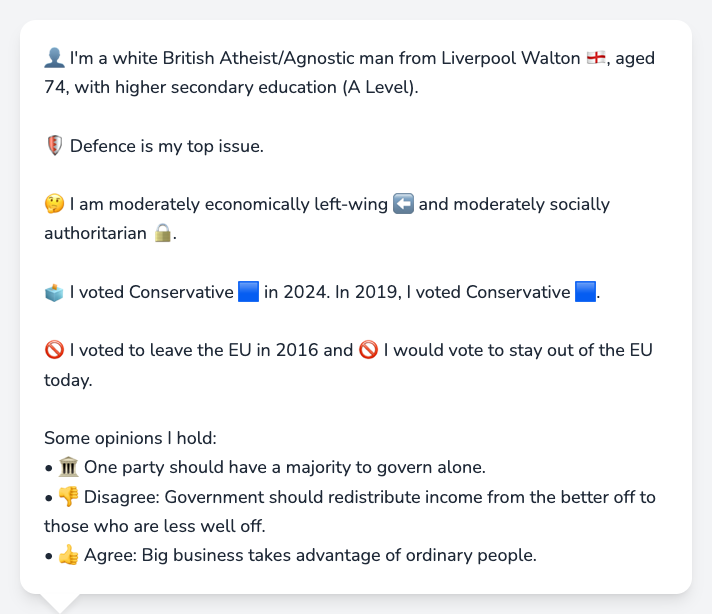 👤 I'm a white British Atheist/Agnostic man from Liverpool Walton 🏴󠁧󠁢󠁥󠁮󠁧󠁿, aged
74, with higher secondary education (A Level).
🛡️ Defence is my top issue.
🤔 I am moderately economically left-wing ⬅️ and moderately socially
authoritarian 🔒.
🗳️ I voted Conservative 🟦 in 2024. In 2019, I voted Conservative 🟦.
🚫 I voted to leave the EU in 2016 and 🚫 I would vote to stay out of the EU
today.
Some opinions I hold:
• 🏛️ One party should have a majority to govern alone.
• 👎 Disagree: Government should redistribute income from the better off to
those who are less well off.
• 👍 Agree: Big business takes advantage of ordinary people.